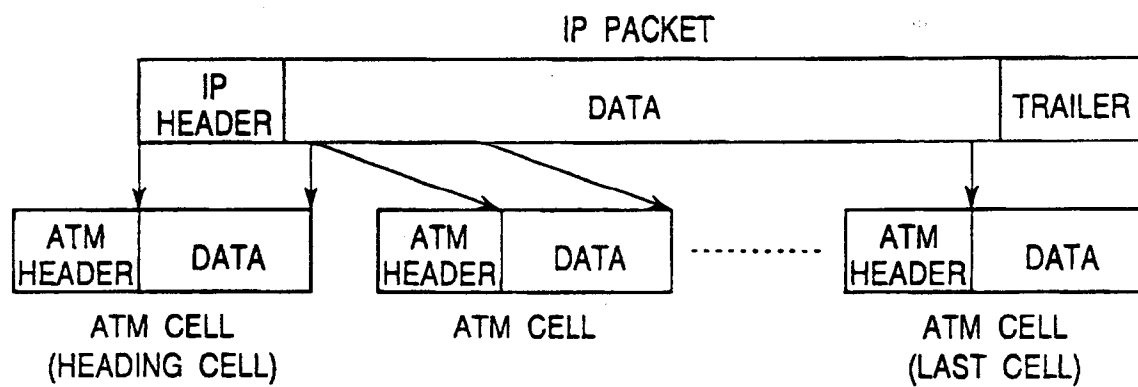 IP PACKET
IP
HEADER
DATA
TRAILER
ATM
HEADER
DATA
ATM
HEADER
DATA
ATM
HEADER
DATA
ATM CELL
(HEADING CELL)
ATM CELL
ATM CELL
(LAST CELL)